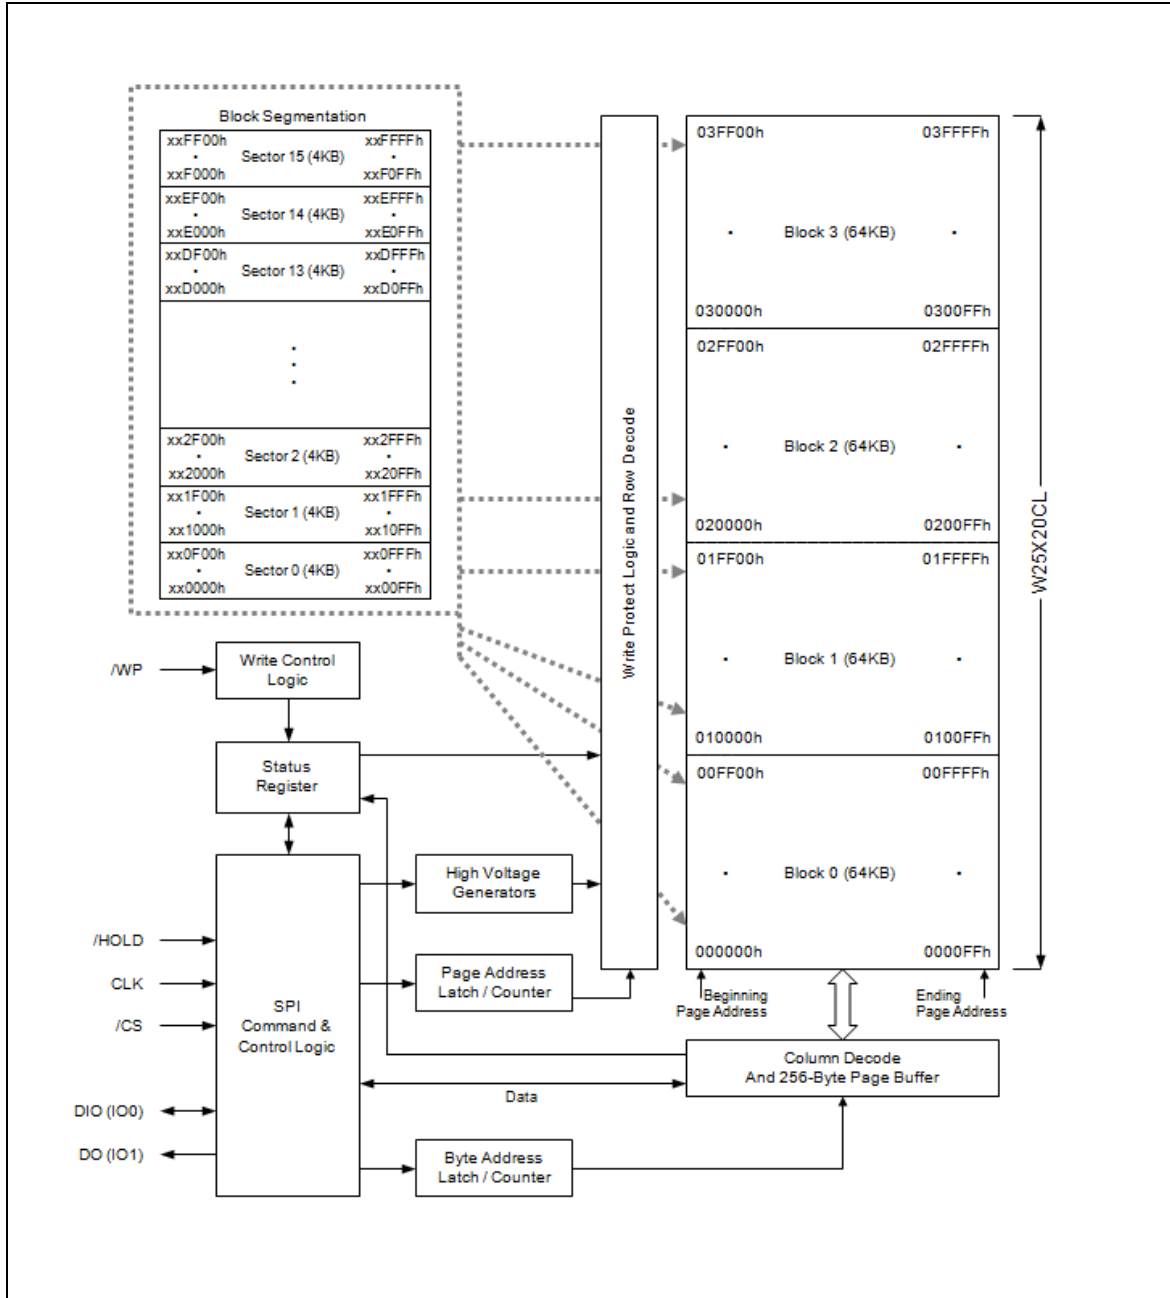 Block Segmentation
xxFF00h xxFFFFh
Sector 15 (4KB)
xxF000h xxF0FFh
xxEF00h xxEFFFh
Sector 14 (4KB)
xxE000h xxE0FFh
xxDF00h xxDFFFh
Sector 13 (4KB)
xxD000h xxD0FFh
xx2F00h xx2FFFh
Sector 2 (4KB)
xx2000h xx20FFh
xx1F00h xx1FFFh
Sector 1 (4KB)
xx1000h xx10FFh
xx0F00h xx0FFFh
Sector 0 (4KB)
xx0000h xx00FFh
Write Protect Logic and Row Decode
03FF00h 03FFFFh
Block 3 (64KB)
030000h 0300FFh
02FF00h 02FFFFh
Block 2 (64KB)
020000h 0200FFh
01FF00h 01FFFFh
Block 1 (64KB)
010000h 0100FFh
00FF00h 00FFFFh
Block 0 (64KB)
000000h 0000FFh
W25X20CL
/WP
Write Control
Logic
Status
Register
High Voltage
Generators
/HOLD
CLK
/CS
DIO (IO0)
DO (IO1)
SPI
Command &
Control Logic
Page Address
Latch / Counter
Beginning
Page Address
Ending
Page Address
Column Decode
And 256-Byte Page Buffer
Data
Byte Address
Latch / Counter